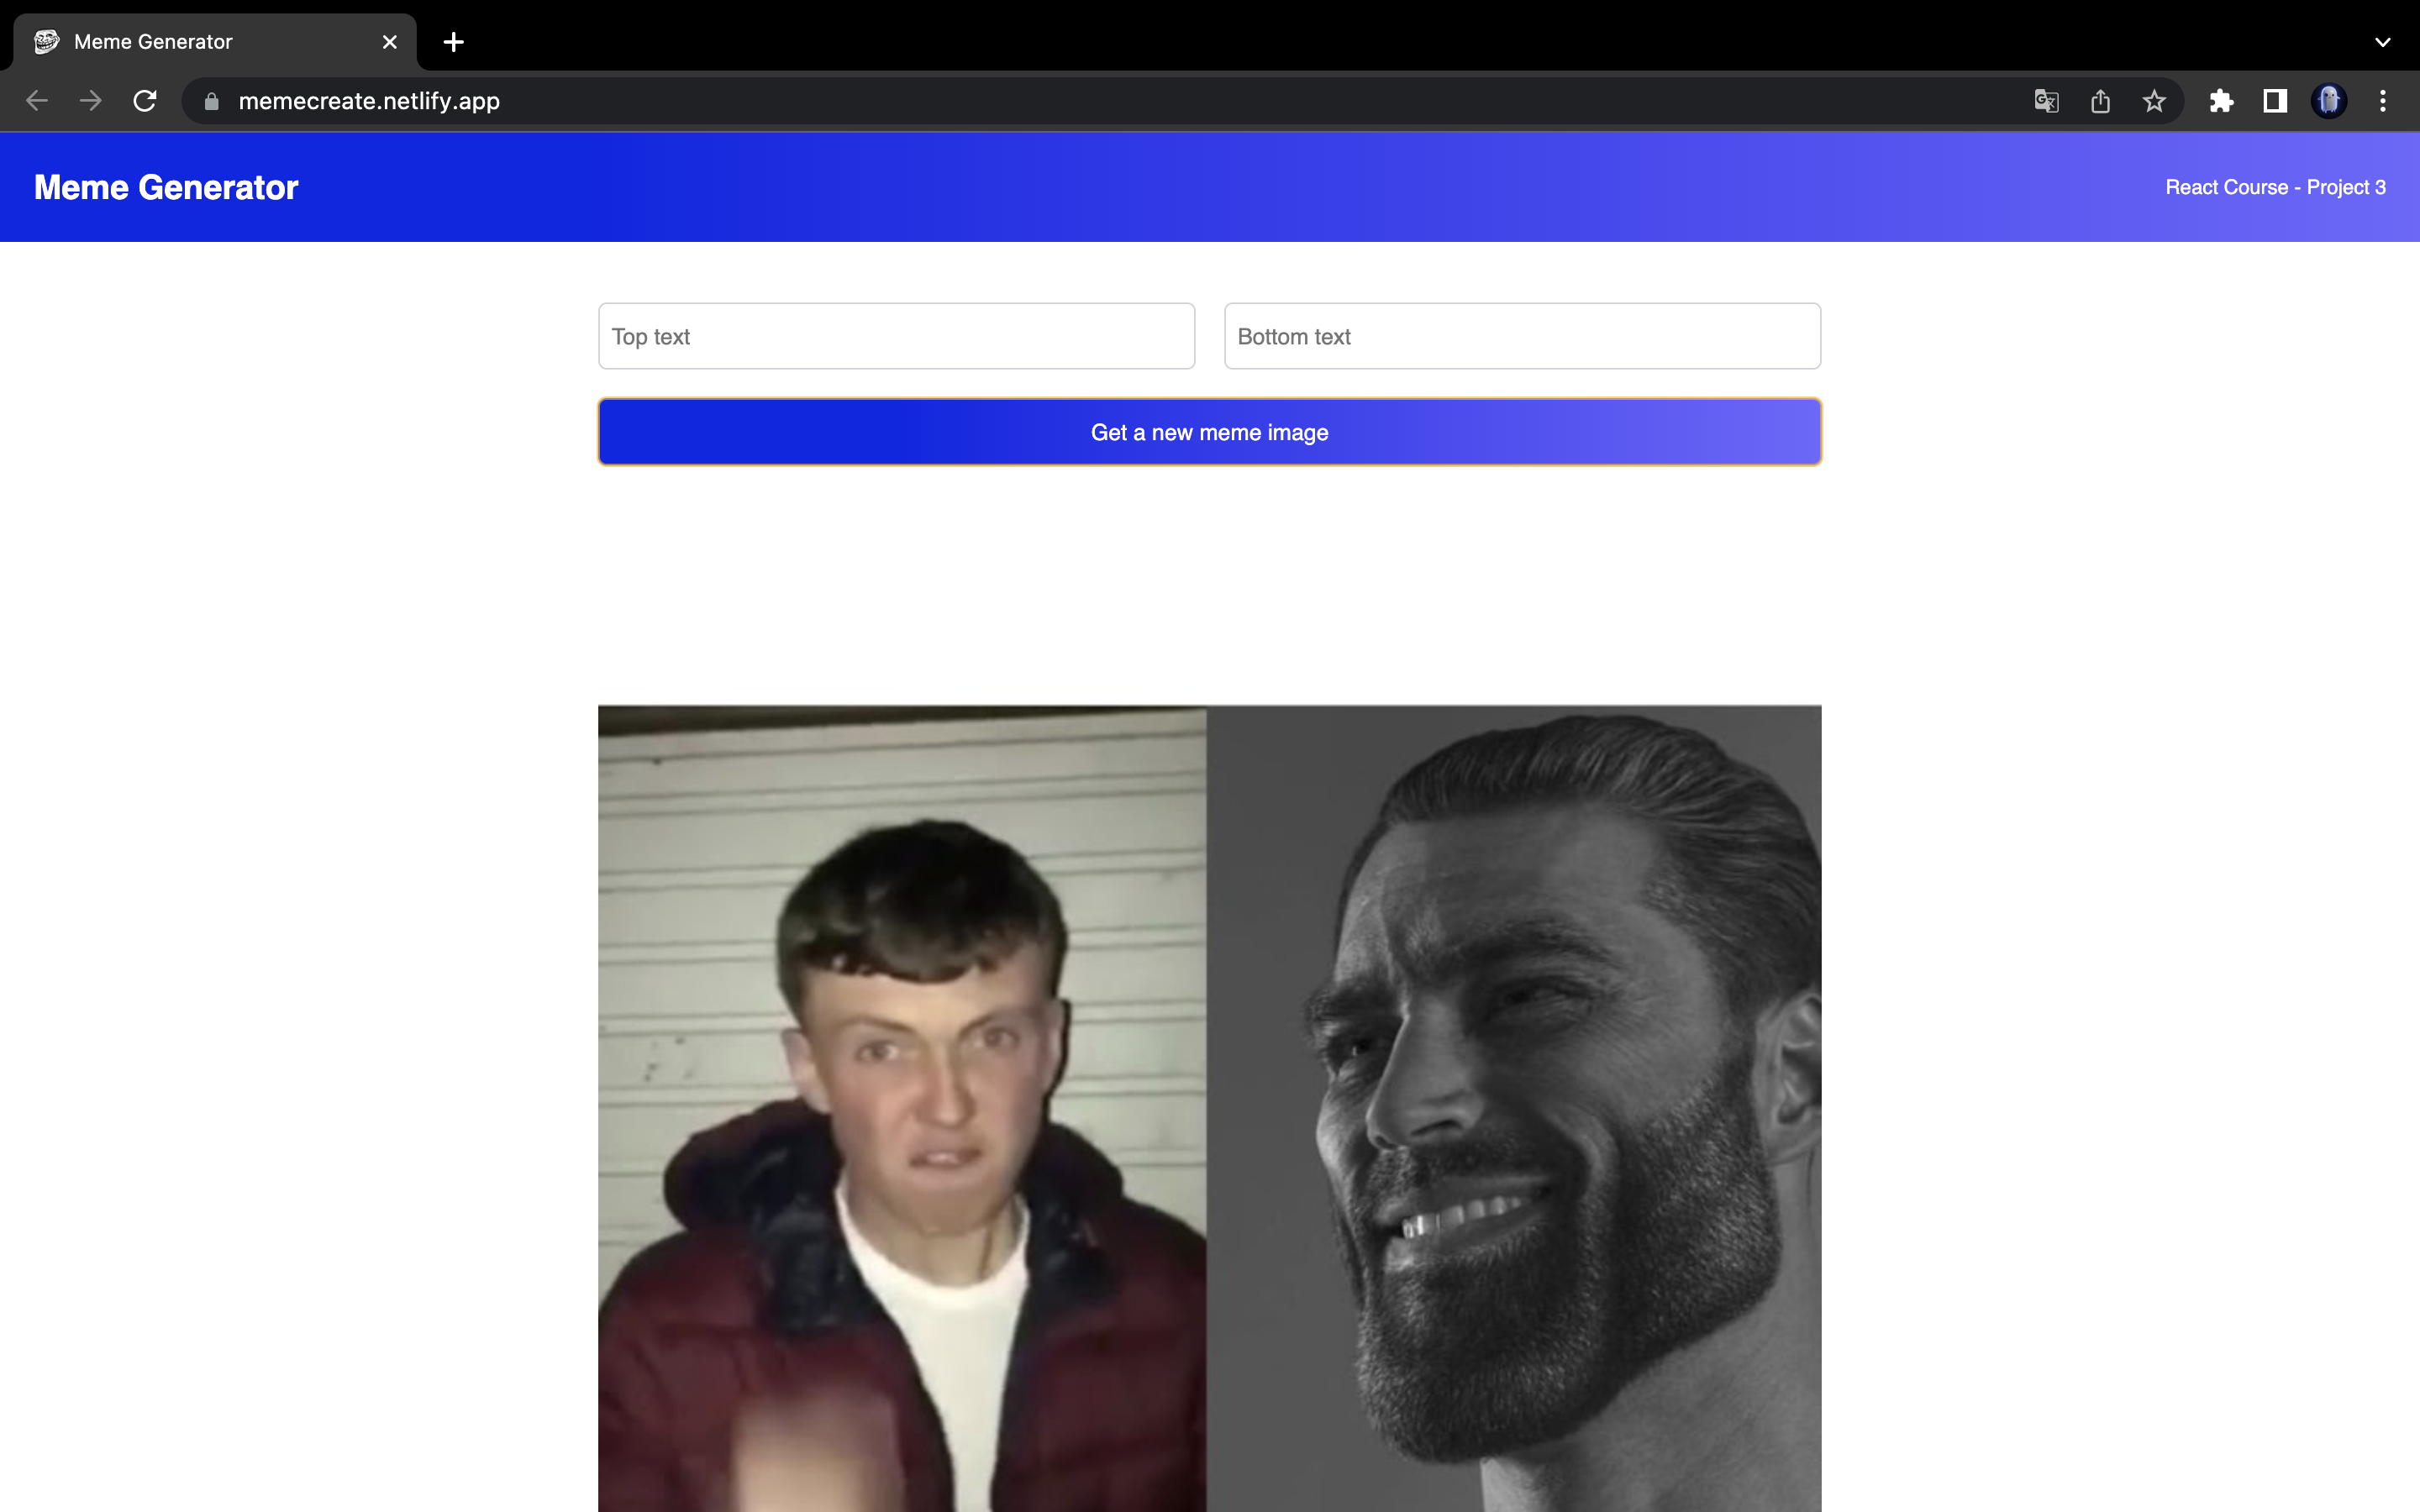 Meme Generator
memecreate.netlify.app
Meme Generator
React Course - Project 3
Top text
Bottom text
Get a new meme image